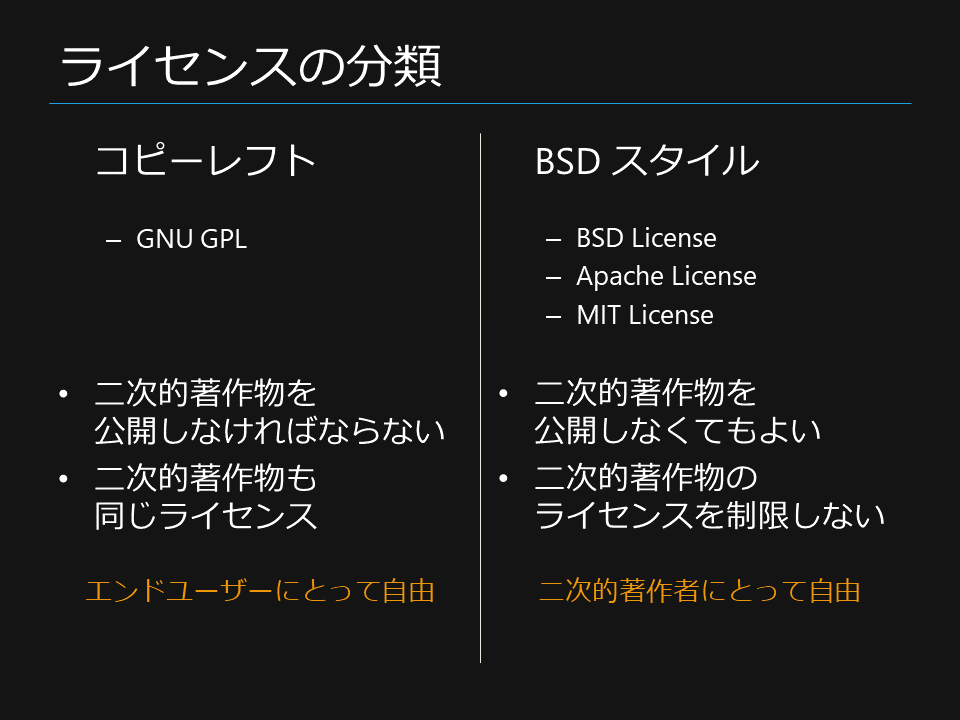 ライセンスの分類
コピーレフト
– GNU GPL
• 二次的著作物を
公開しなければならない
• 二次的著作物も
同じライセンス
エンドユーザーにとって自由
BSD スタイル
– BSD License
– Apache License
– MIT License
• 二次的著作物を
公開しなくてもよい
• 二次的著作物の
ライセンスを制限しない
二次的著作者にとって自由